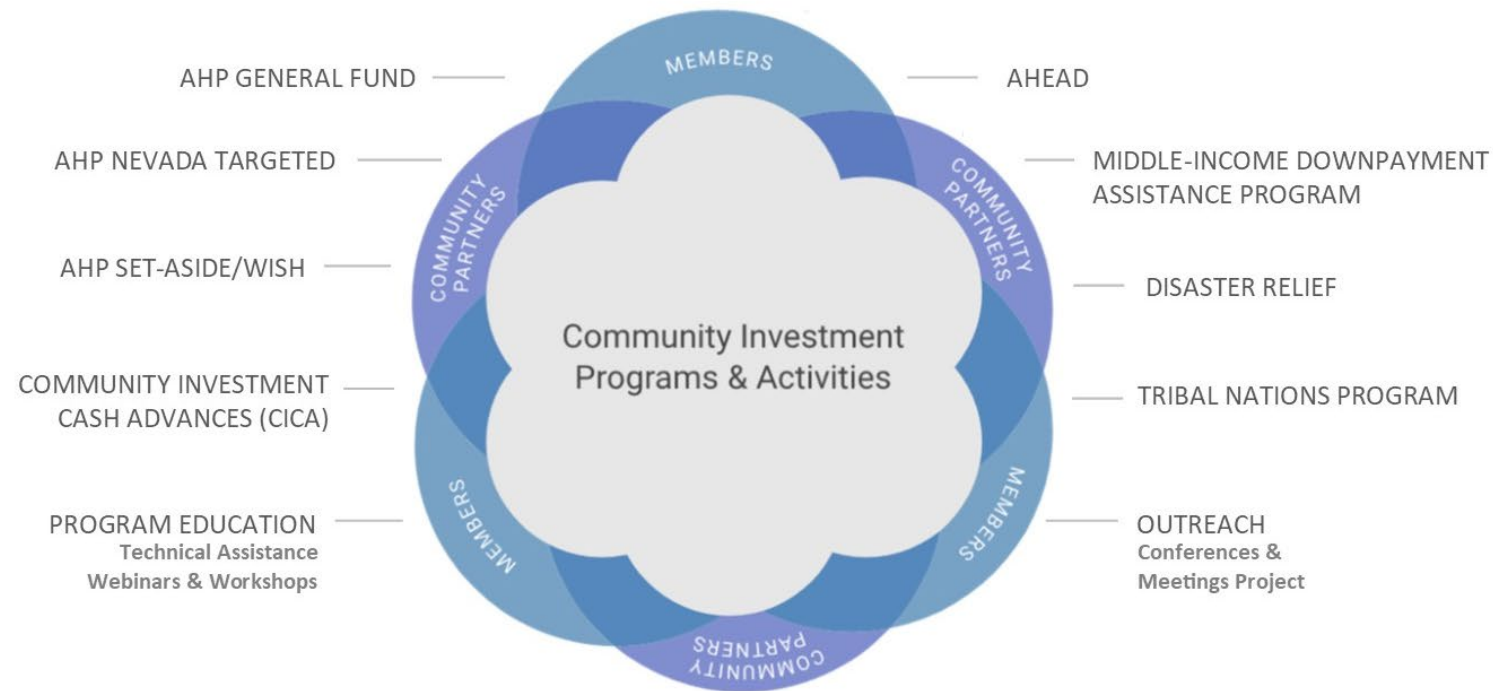 MEMBERS
AHP GENERAL FUND
AHEAD
AHP NEVADA TARGETED
MIDDLE-INCOME DOWNPAYMENT
ASSISTANCE PROGRAM
COMMUNITY
PARTNERS
COMMUNITY
PARTNERS
AHP SET-ASIDE/WISH
DISASTER RELIEF
Community Investment
Programs & Activities
COMMUNITY INVESTMENT
CASH ADVANCES (CICA)
TRIBAL NATIONS PROGRAM
MEMBERS
MEMBERS
PROGRAM EDUCATION
Technical Assistance
Webinars & Workshops
OUTREACH
Conferences &
Meetings Project
COMMUNITY
PARTNERS